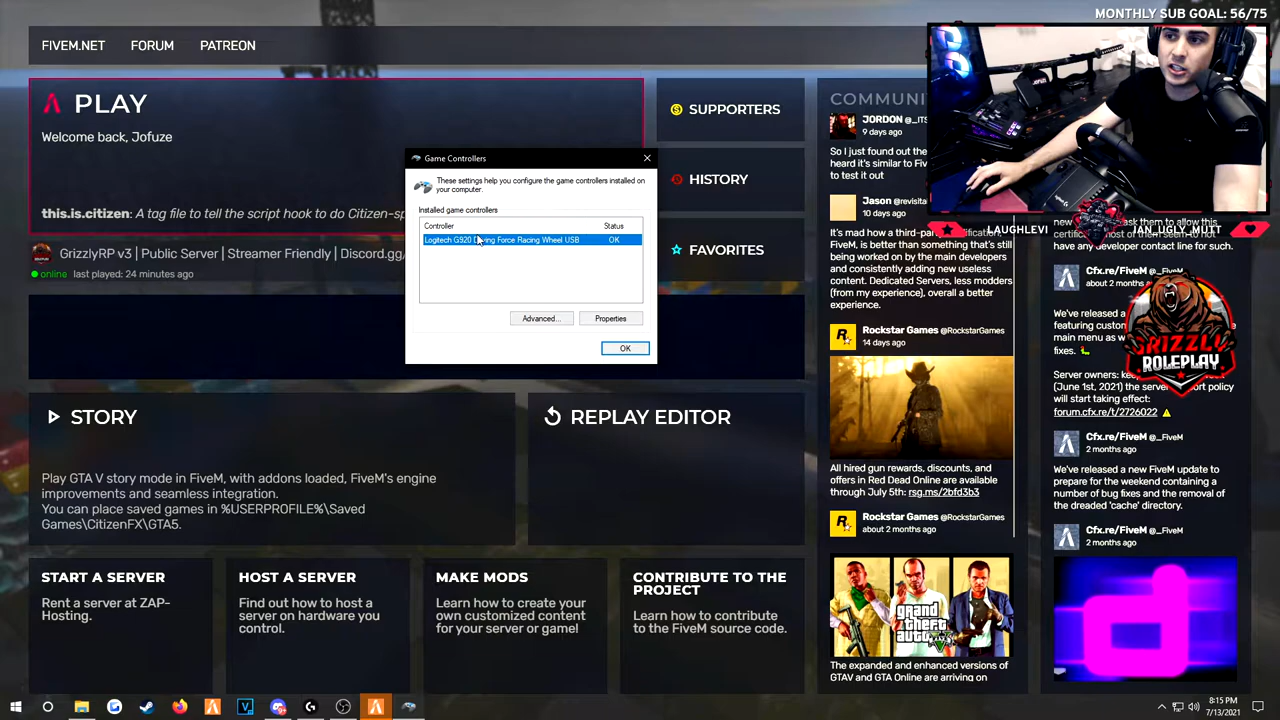 MONTHLY SUB GOAL: 56/75
FIVEM.NET FORUM PATREON
PLAY
Welcome back, Jofuze
this.is.citizen: A tag file to tell the script hook to do Citizen-sp
GrizzlyRP v3 | Public Server | Streamer Friendly | Discord.gg/
online last played: 24 minutes ago
SUPPORTERS
HISTORY
FAVORITES
Game Controllers
These settings help you configure the game controllers installed on
your computer.
Installed game controllers
Controller Status
Logitech G920 Driving Force Racing Wheel USB OK
Advanced... Properties
OK
STORY
Play GTA V story mode in FiveM, with addons loaded, FiveM's engine
improvements and seamless integration.
You can place saved games in %USERPROFILE%\Saved
Games\CitizenFX\GTA5.
REPLAY EDITOR
START A SERVER
Rent a server at ZAP-
Hosting.
HOST A SERVER
Find out how to host a
server on hardware you
control.
MAKE MODS
Learn how to create your
own customized content
for your server or game!
CONTRIBUTE TO THE
PROJECT
Learn how to contribute
to the FiveM source code.
COMMUNI
JORDON @_ITS
9 days ago
So I just found out the
heard it's similar to Fiv
to test it out
Jason @revisita
10 days ago
It's mad how a third-par
FiveM, is better than something that's still
being worked on by the main developers
and consistently adding new useless
content. Dedicated Servers, less modders
(from my experience), overall a better
experience.
Rockstar Games @RockstarGames
14 days ago
All hired gun rewards, discounts, and
offers in Red Dead Online are available
through July 5th: rsg.ms/2bfd3b3
Rockstar Games @RockstarGames
about 2 months ago
grand
theft
auto
The expanded and enhanced versions of
GTAV and GTA Online are arriving on
LAUGHLEVI
IAN_UGLY_MUTT
new
certif
have any developer contact line for such.
Cfx.re/FiveM @_FiveM
about 2 months ago
We've released a
featuring custom
main menu as w
fixes.
Server owners: kee
(June 1st, 2021) the server port policy
will start taking effect:
forum.cfx.re/t/2726022
GRIZZLY
ROLEPLAY
Cfx.re/FiveM @_FiveM
2 months ago
We've released a new FiveM update to
prepare for the weekend containing a
number of bug fixes and the removal of
the dreaded 'cache' directory.
Cfx.re/FiveM @_FiveM
2 months ago
8:15 PM
7/13/2021